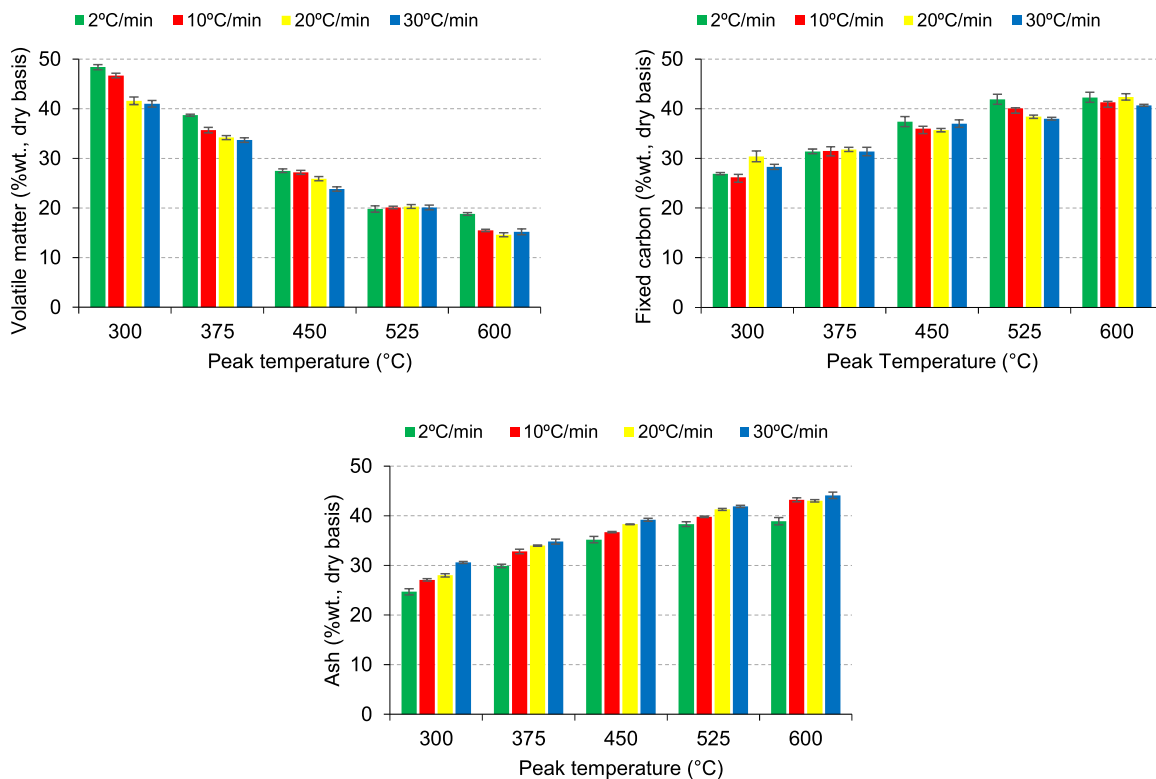 2ºC/min 10ºC/min 20ºC/min 30ºC/min
Volatile matter (%wt., dry basis)
50
40
30
20
10
0
300 375 450 525 600
Peak temperature (°C)
2ºC/min 10ºC/min 20ºC/min 30ºC/min
Fixed carbon (%wt., dry basis)
50
40
30
20
10
0
300 375 450 525 600
Peak Temperature (°C)
2ºC/min 10ºC/min 20ºC/min 30ºC/min
Ash (%wt., dry basis)
50
40
30
20
10
0
300 375 450 525 600
Peak temperature (°C)